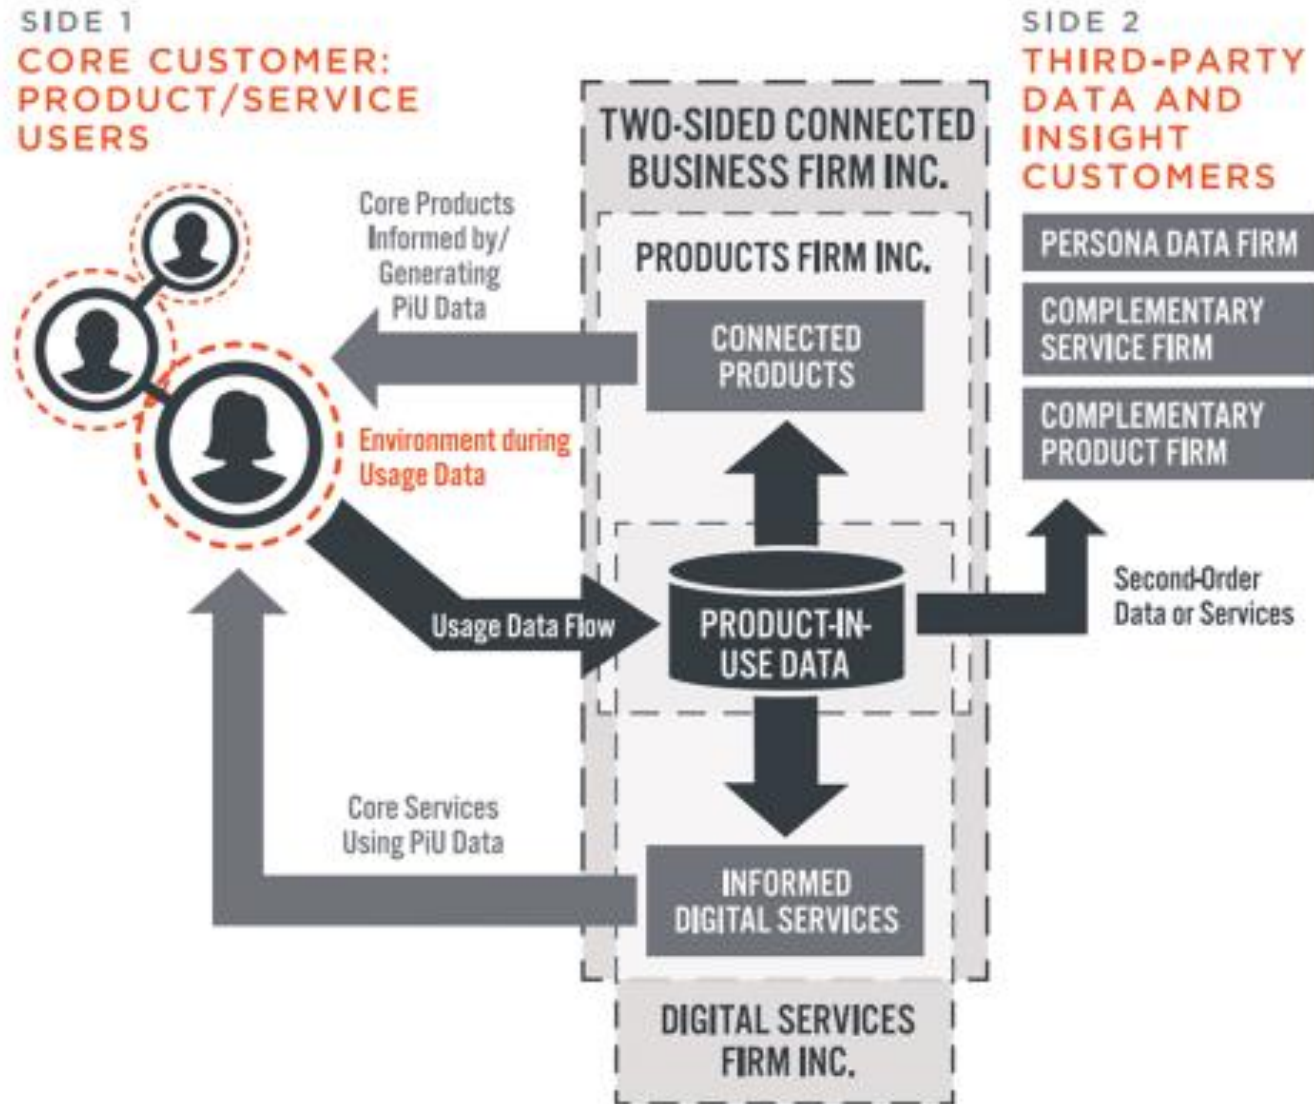 SIDE 1
CORE CUSTOMER:
PRODUCT/SERVICE
USERS
SIDE 2
THIRD-PARTY
DATA AND
INSIGHT
CUSTOMERS
TWO-SIDED CONNECTED
BUSINESS FIRM INC.
PRODUCTS FIRM INC.
CONNECTED
PRODUCTS
PERSONA DATA FIRM
COMPLEMENTARY
SERVICE FIRM
COMPLEMENTARY
PRODUCT FIRM
Core Products
Informed by/
Generating
PiU Data
Environment during
Usage Data
Usage Data Flow
PRODUCT-IN-
USE DATA
Second-Order
Data or Services
Core Services
Using PiU Data
INFORMED
DIGITAL SERVICES
DIGITAL SERVICES
FIRM INC.